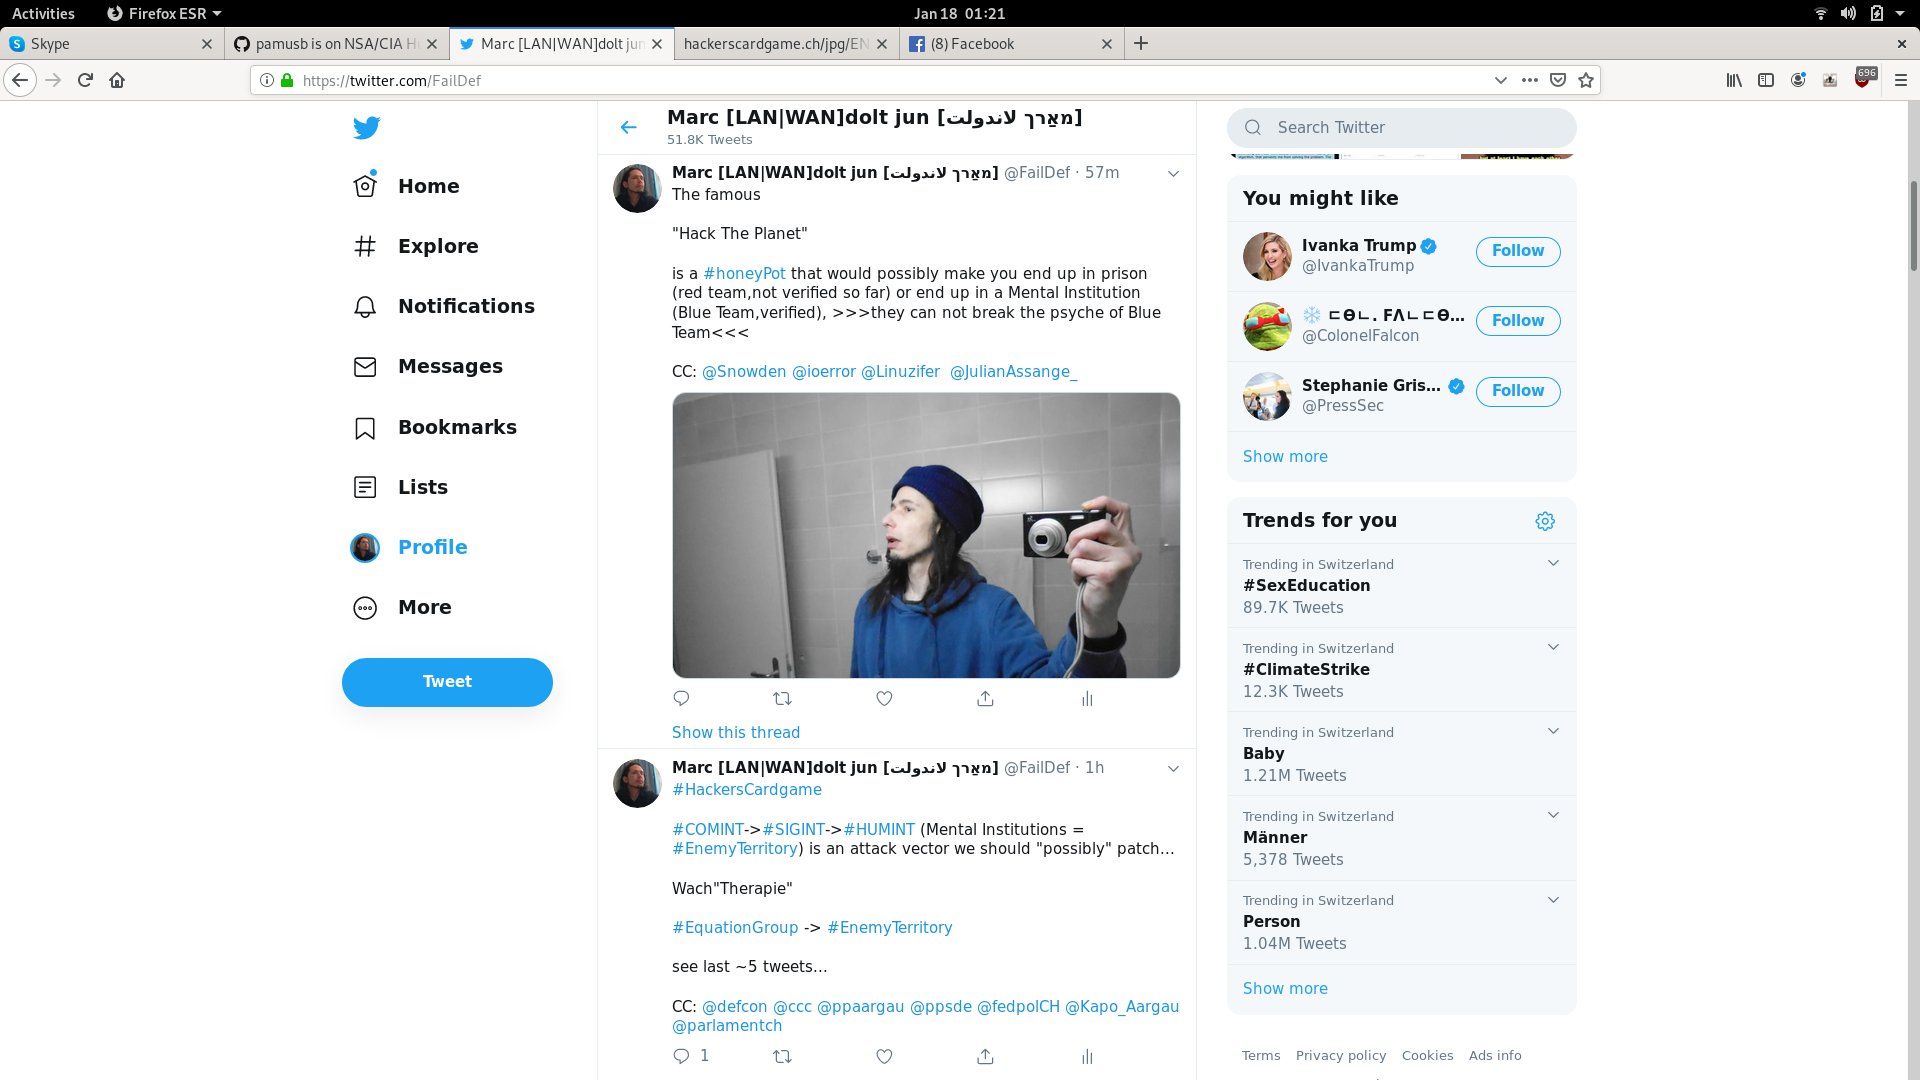 Activities
Firefox ESR
Jan 18 01:21
Skype
pamusb is on NSA/CIA H
Marc [LAN|WAN]dolt jun
hackerscardgame.ch/jpg/EN
(8) Facebook
https://twitter.com/FailDef
696
Marc [LAN|WAN]dolt jun [מאַרך لاندولت]
51.8K Tweets
Home
Explore
Notifications
Messages
Bookmarks
Lists
Profile
More
Tweet
Marc [LAN|WAN]dolt jun [מאַרך لاندولت] @FailDef · 57m
The famous
"Hack The Planet"
is a #honeyPot that would possibly make you end up in prison
(red team,not verified so far) or end up in a Mental Institution
(Blue Team,verified), >>>they can not break the psyche of Blue
Team<<<
CC: @Snowden @ioerror @Linuzifer @JulianAssange_
Show this thread
Marc [LAN|WAN]dolt jun [מאַרך لاندولت] @FailDef · 1h
#HackersCardgame
#COMINT->#SIGINT->#HUMINT (Mental Institutions =
#EnemyTerritory) is an attack vector we should "possibly" patch...
Wach"Therapie"
#EquationGroup -> #EnemyTerritory
see last ~5 tweets...
CC: @defcon @ccc @ppaargau @ppsde @fedpolCH @Kapo_Aargau
@parlamentch
1
Search Twitter
You might like
Ivanka Trump
@IvankaTrump
Follow
@ColonelFalcon
Follow
Stephanie Gris...
@PressSec
Follow
Show more
Trends for you
Trending in Switzerland
#SexEducation
89.7K Tweets
Trending in Switzerland
#ClimateStrike
12.3K Tweets
Trending in Switzerland
Baby
1.21M Tweets
Trending in Switzerland
Männer
5,378 Tweets
Trending in Switzerland
Person
1.04M Tweets
Show more
Terms Privacy policy Cookies Ads info